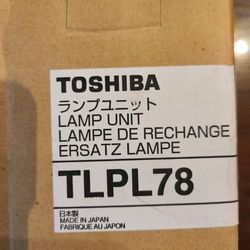 TOSHIBA
ランプユニット
LAMP UNIT
LAMPE DE RECHANGE
ERSATZ LAMPE
TLPL78
日本製
MADE IN JAPAN
FABRIQUE AU JAPON